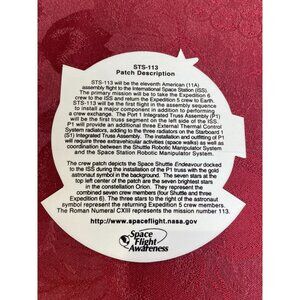 STS-113
Patch Description
STS-113 will be the eleventh American (11A)
assembly flight to the International Space Station (ISS).
The primary mission will be to take the Expedition 6
crew to the ISS and return the Expedition 5 crew to Earth.
STS-113 will be the first flight in the assembly sequence
to install a major component in addition to performing
a crew exchange. The Port 1 Integrated Truss Assembly (P1)
will be the first truss segment on the left side of the ISS.
P1 will provide an additional three External Thermal Control
System radiators, adding to the three radiators on the Starboard 1
(S1) Integrated Truss Assembly. The installation and outfitting of P1
will require three extravehicular activities (space walks) as well as
coordination between the Shuttle Robotic Manipulator System
and the Space Station Robotic Manipulator System.
The crew patch depicts the Space Shuttle Endeavour docked
to the ISS during the installation of the P1 truss with the gold
astronaut symbol in the background. The seven stars at the
top left center of the patch are the seven brightest stars
in the constellation Orion. They represent the
combined seven crew members (four Shuttle and three
Expedition 6). The three stars to the right of the astronaut
symbol represent the returning Expedition 5 crew members.
The Roman Numeral CXIII represents the mission number 113.
http://www.spaceflight.nasa.gov
Space
Flight
Awareness